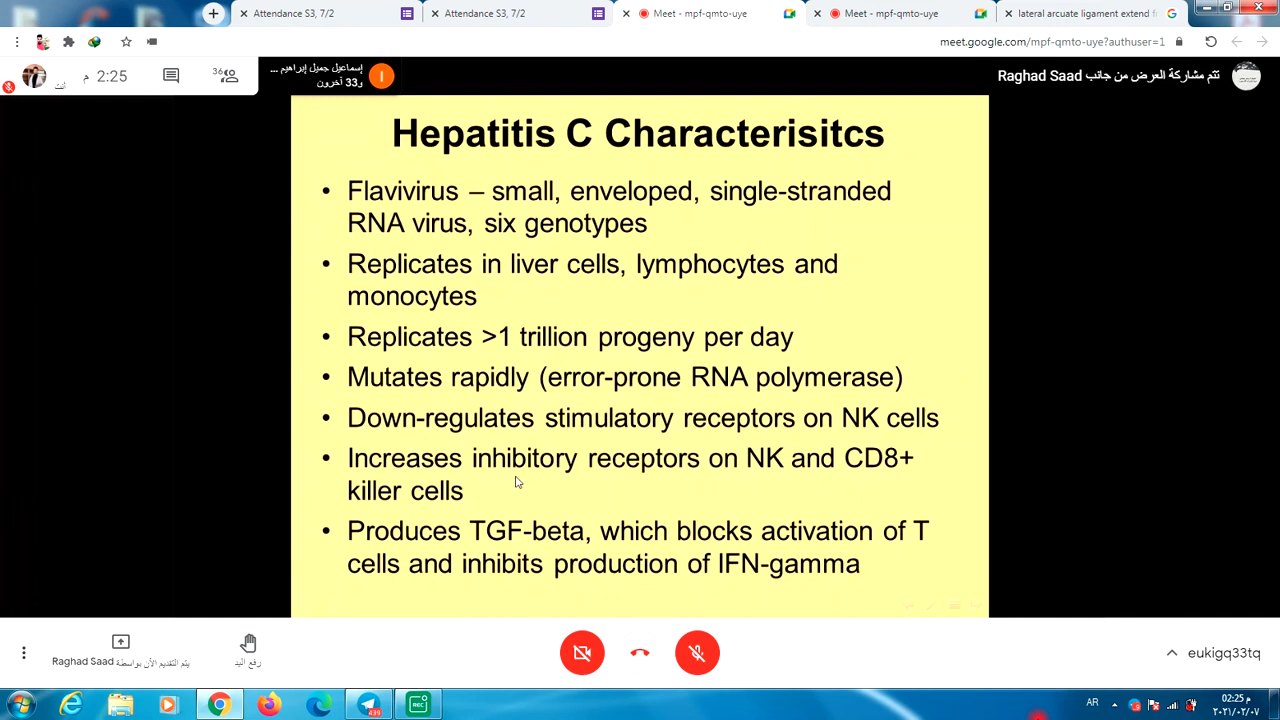 Attendance S3, 7/2
Attendance S3, 7/2
Meet - mpf-qmto-uye
Meet - mpf-qmto-uye
lateral arcuate ligament extend f
meet.google.com/mpf-qmto-uye?authuser=1
2:25 م
36
أنت
إسماعيل جميل إبراهيم ...
و33 آخرون
تتم مشاركة العرض من جانب Raghad Saad
Hepatitis C Characterisitcs
• Flavivirus – small, enveloped, single-stranded
RNA virus, six genotypes
• Replicates in liver cells, lymphocytes and
monocytes
• Replicates >1 trillion progeny per day
• Mutates rapidly (error-prone RNA polymerase)
• Down-regulates stimulatory receptors on NK cells
• Increases inhibitory receptors on NK and CD8+
killer cells
• Produces TGF-beta, which blocks activation of T
cells and inhibits production of IFN-gamma
يتم التقديم الآن بواسطة Raghad Saad
رفع اليد
eukigq33tq
REC
AR
02:25 م
٢٠٢١/٠٢/٠٧